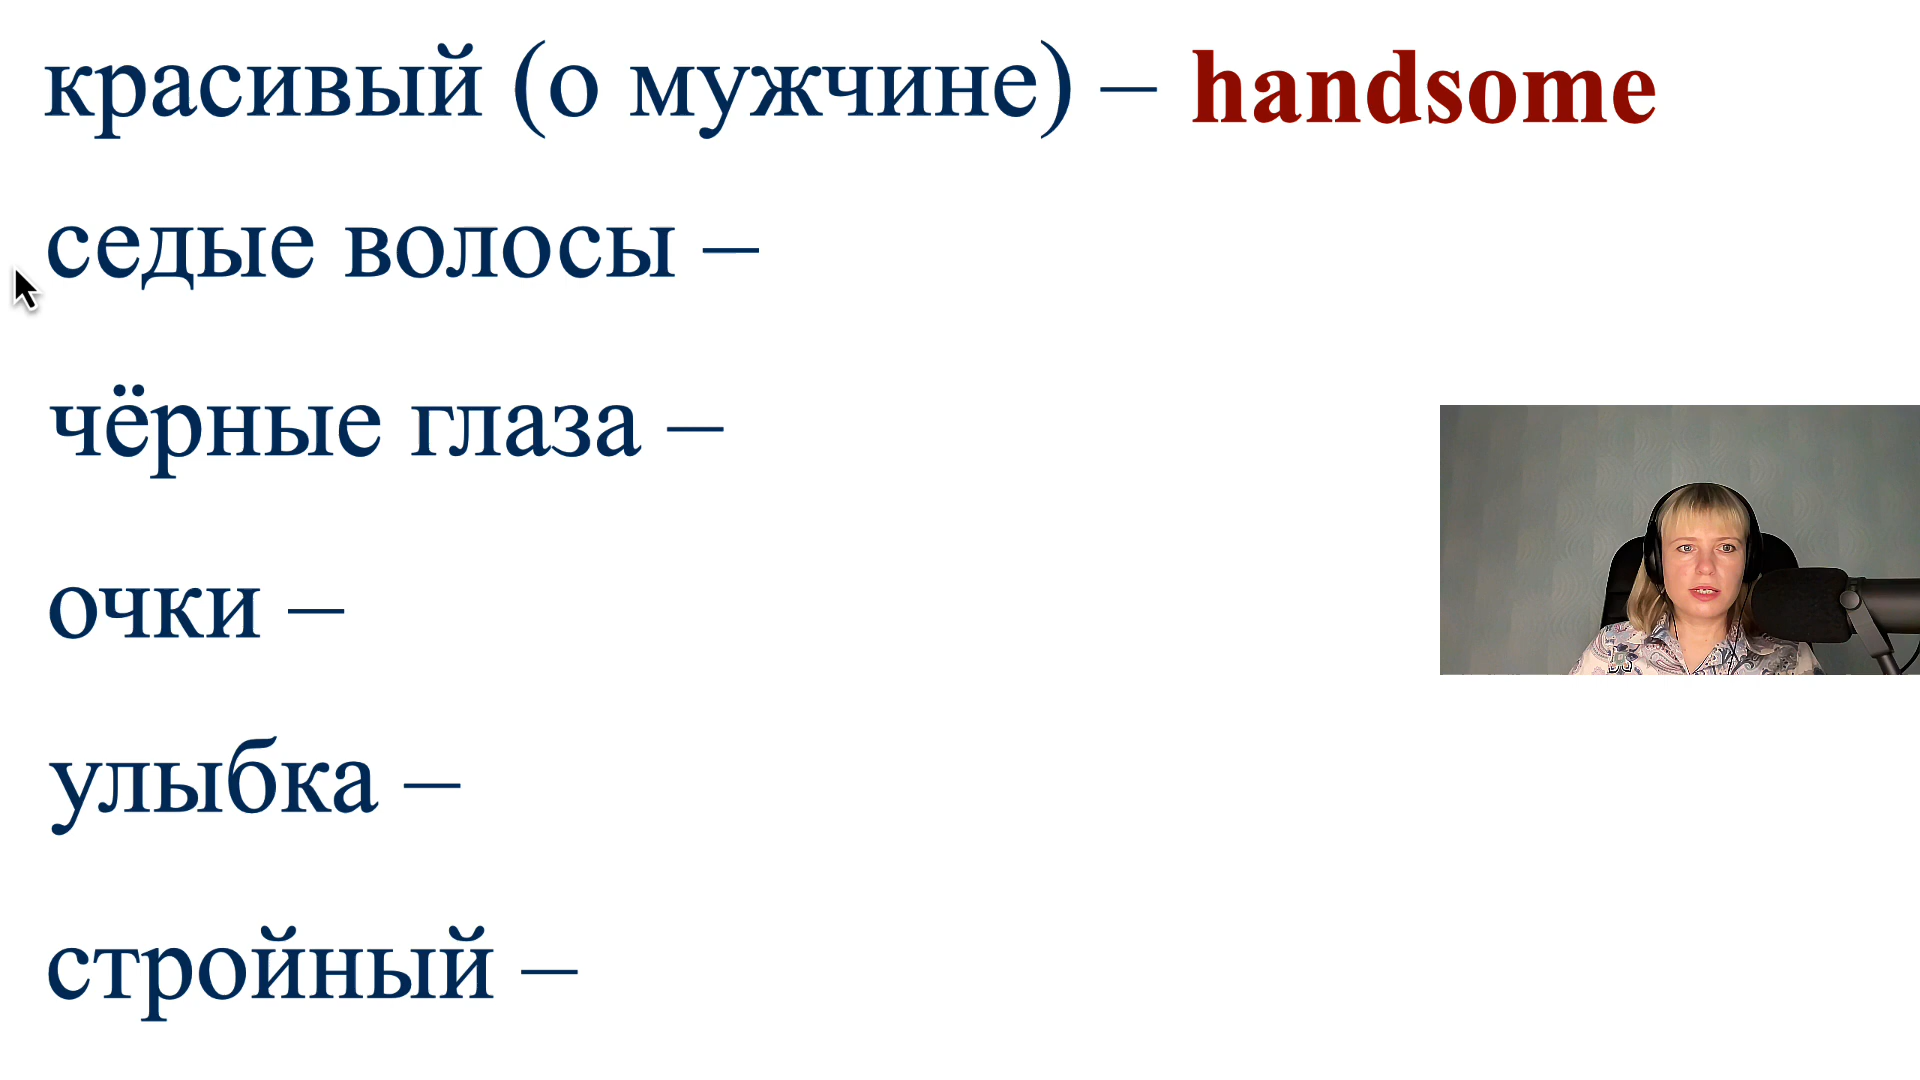 красивый (о мужчине) – handsome
седые волосы –
чёрные глаза –
очки –
улыбка –
стройный –